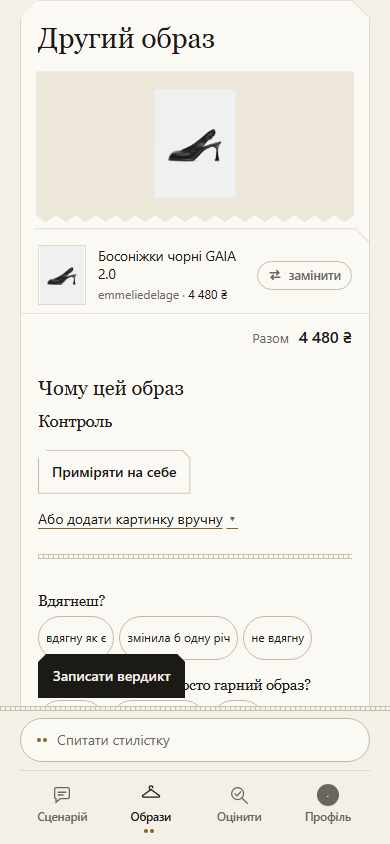 Другий образ
Босоніжки чорні GAIA
2.0
замінити
emmeliedelage · 4 480 ₴
Разом 4 480 ₴
Чому цей образ
Контроль
Приміряти на себе
Або додати картинку вручну
Вдягнеш?
вдягну як є
змінила б одну річ
не вдягну
Записати вердикт
осто гарний образ?
Спитати стилістку
Сценарій
Образи
Оцінити
Профіль